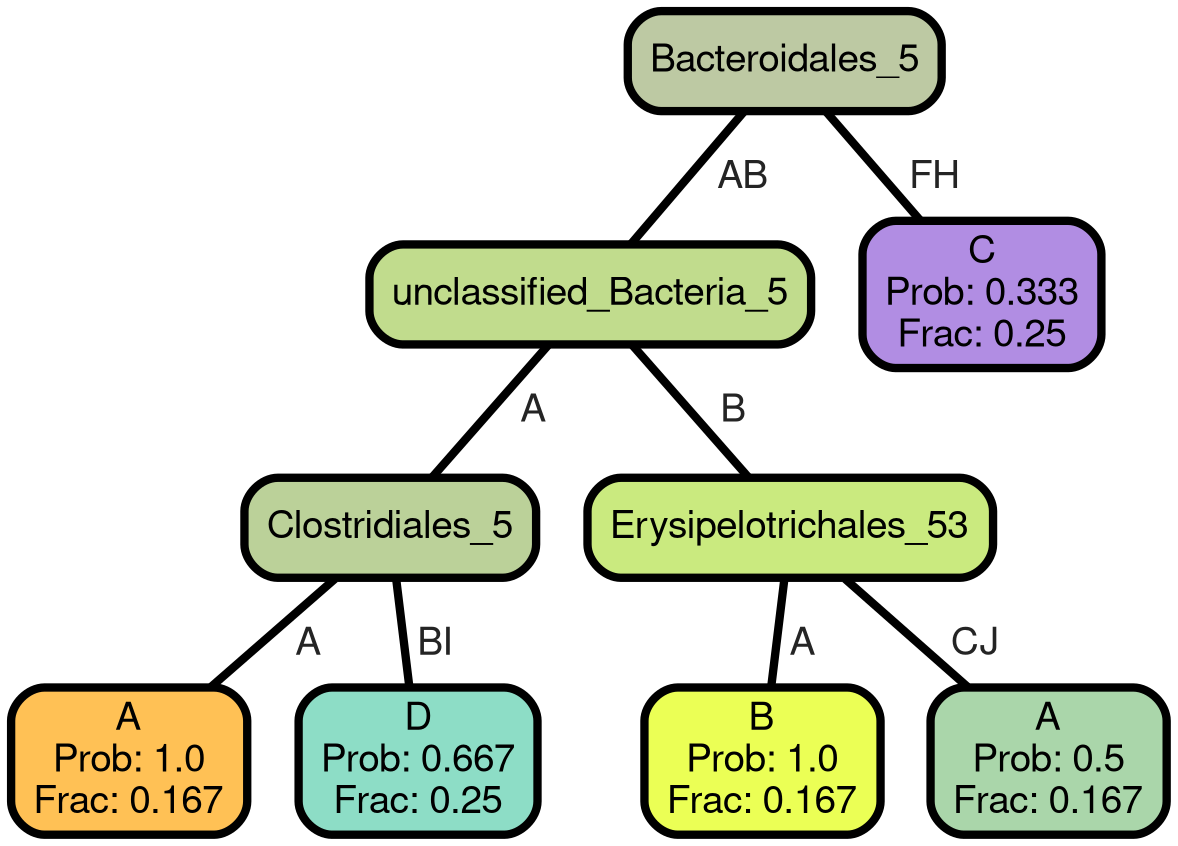 Bacteroidales_5
AB
FH
unclassified_Bacteria_5
C
Prob: 0.333
Frac: 0.25
A
B
Clostridiales_5
Erysipelotrichales_53
A
BI
A
CJ
A
Prob: 1.0
Frac: 0.167
D
Prob: 0.667
Frac: 0.25
B
Prob: 1.0
Frac: 0.167
A
Prob: 0.5
Frac: 0.167